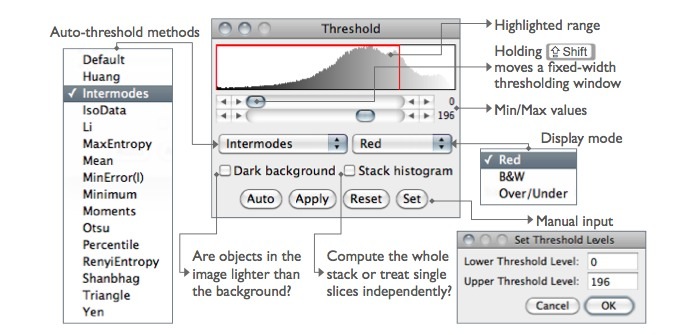 Auto-threshold methods
Default
Huang
✓ Intermodes
IsoData
Li
MaxEntropy
Mean
MinError(I)
Minimum
Moments
Otsu
Percentile
RenyiEntropy
Shanbhag
Triangle
Yen
Threshold
0
196
Intermodes
Red
Dark background
Stack histogram
Auto
Apply
Reset
Set
Are objects in the
image lighter than
the background?
Compute the whole
stack or treat single
slices independently?
Highlighted range
Holding ⇧ Shift
moves a fixed-width
thresholding window
Min/Max values
Display mode
✓ Red
B&W
Over/Under
Manual input
Set Threshold Levels
Lower Threshold Level: 0
Upper Threshold Level: 196
Cancel
OK